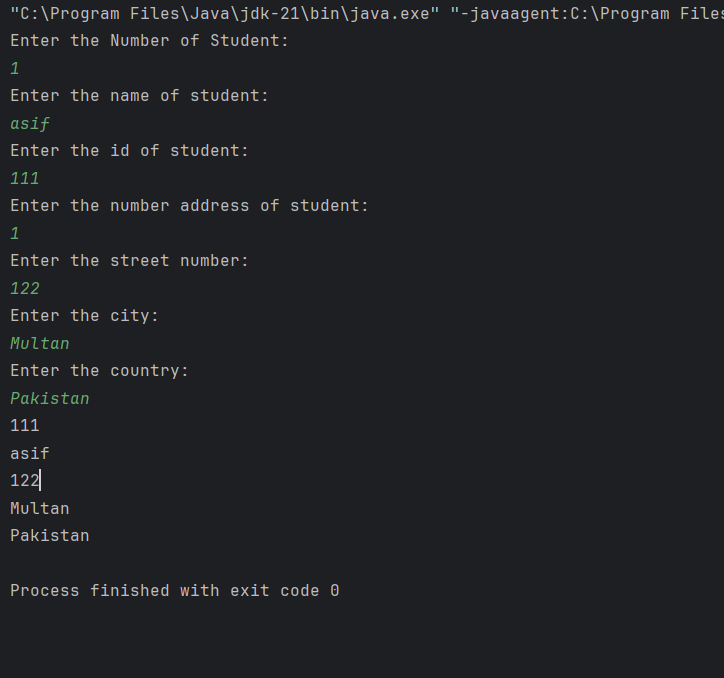 "C:\Program Files\Java\jdk-21\bin\java.exe" "-javaagent:C:\Program Files
Enter the Number of Student:
1
Enter the name of student:
asif
Enter the id of student:
111
Enter the number address of student:
1
Enter the street number:
122
Enter the city:
Multan
Enter the country:
Pakistan
111
asif
122
Multan
Pakistan
Process finished with exit code 0